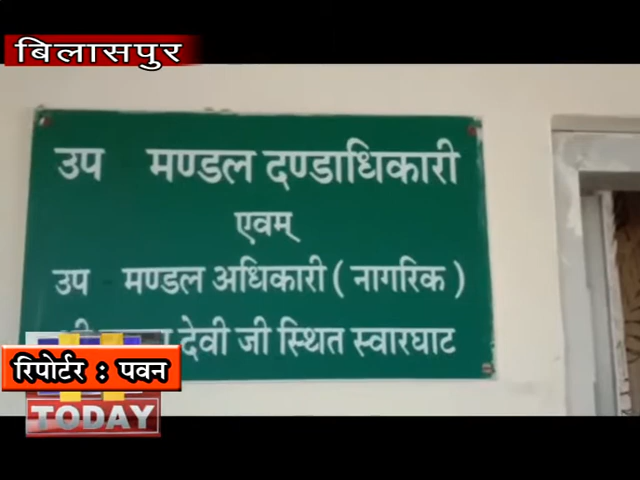 बिलासपुर
उप मण्डल दण्डाधिकारी
एवम्
उप - मण्डल अधिकारी ( नागरिक )
देवी जी स्थित स्वारघाट
रिपोर्टर : पवन
TODAY